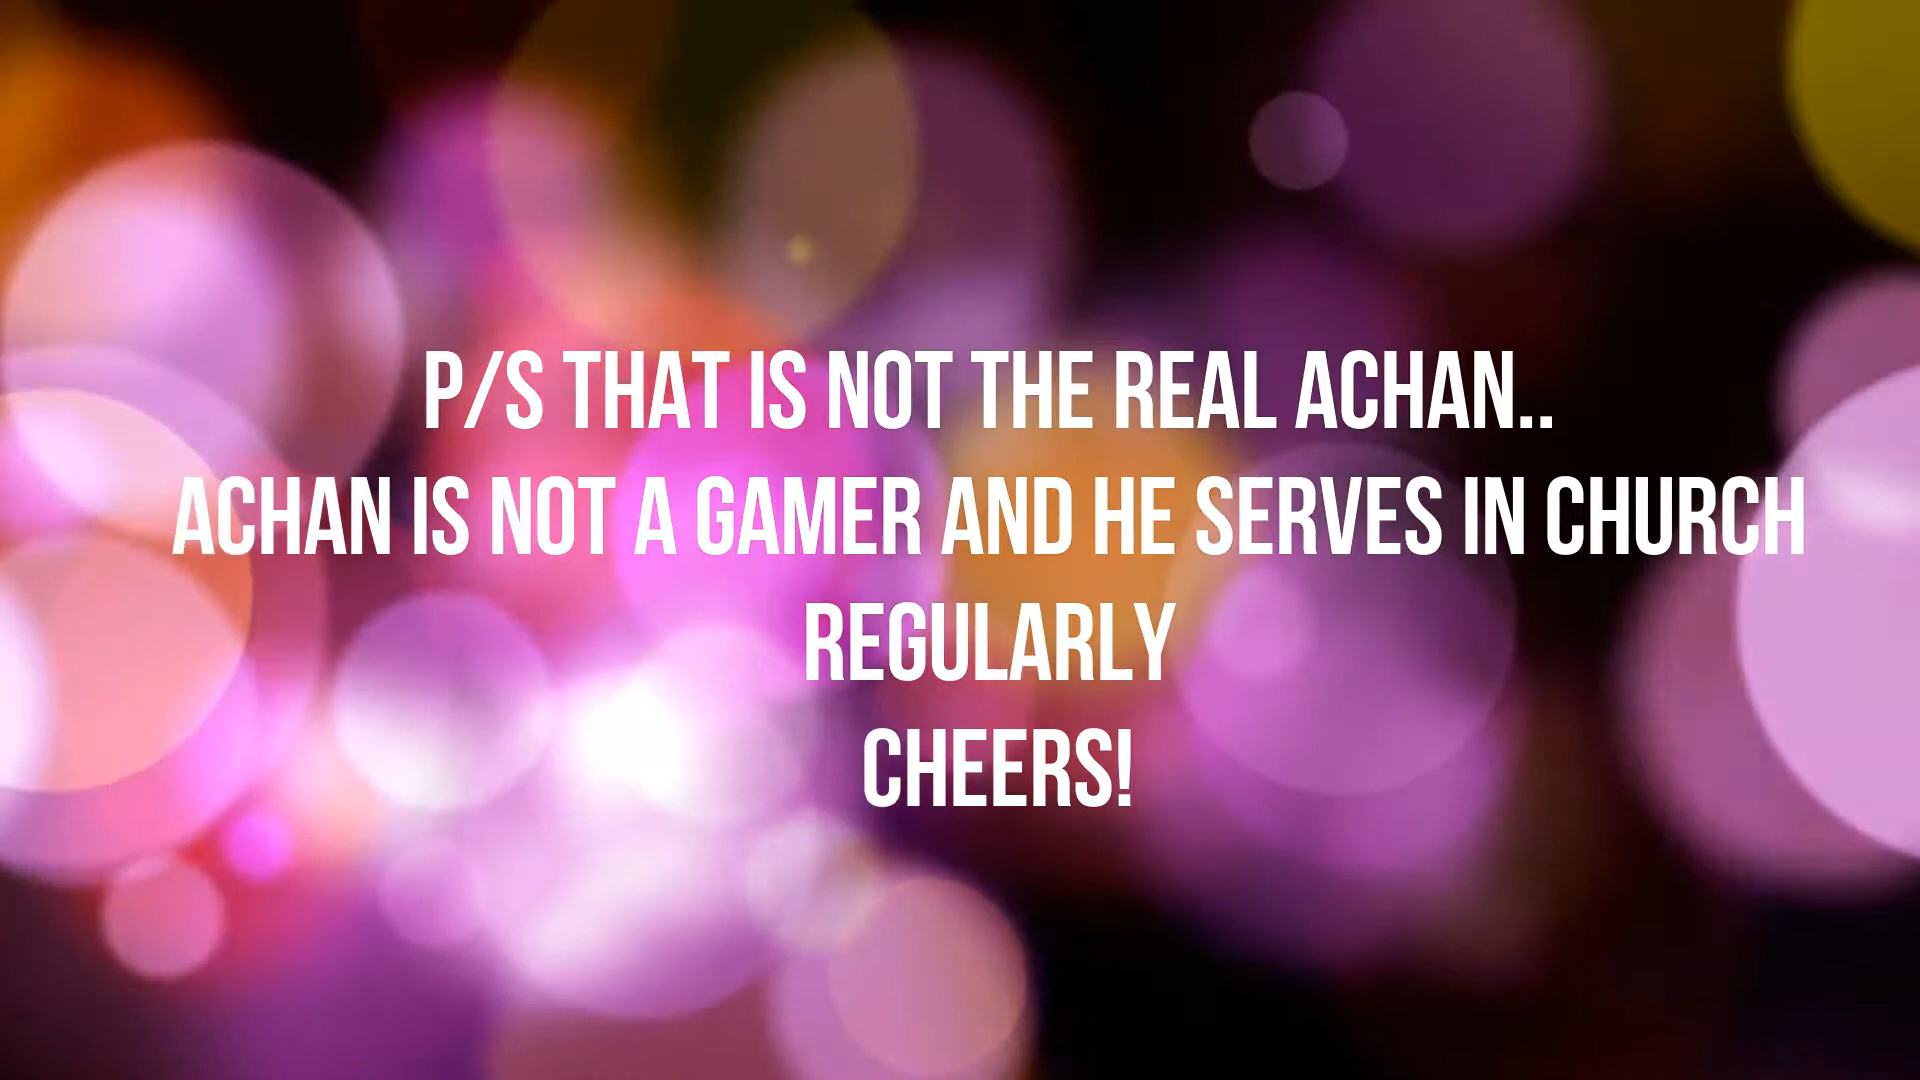 P/S THAT IS NOT THE REAL ACHAN..
ACHAN IS NOT A GAMER AND HE SERVES IN CHURCH
REGULARLY
CHEERS!